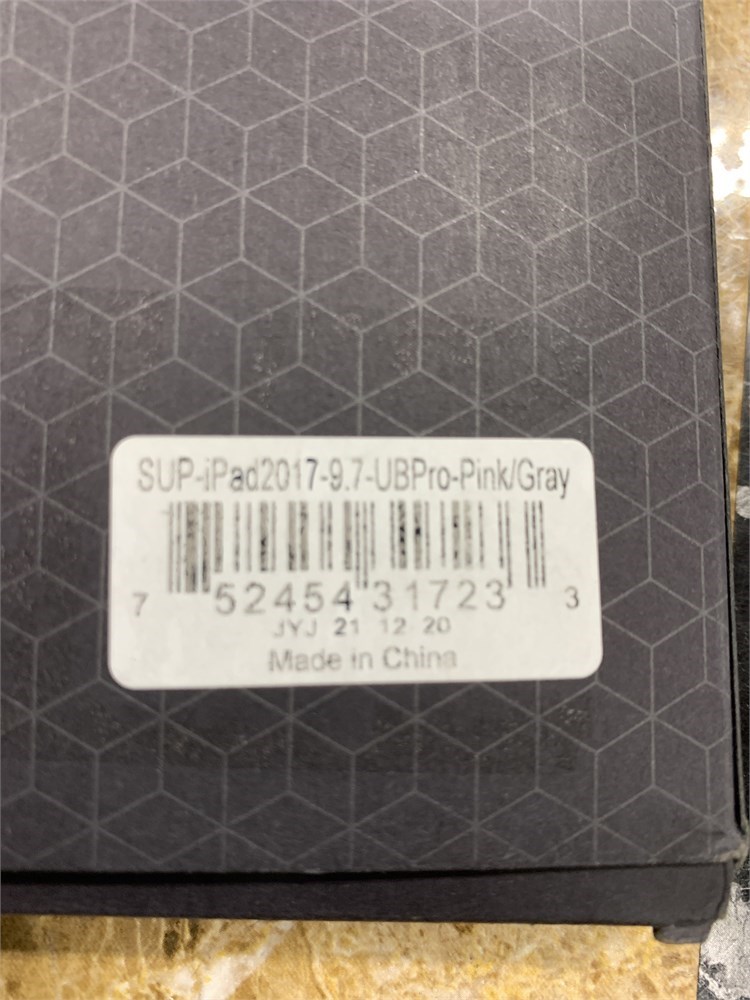 SUP-iPad2017-9.7-UBPro-Pink/Gray
7 52454 31723 3
JYJ 21 12 20
Made in China